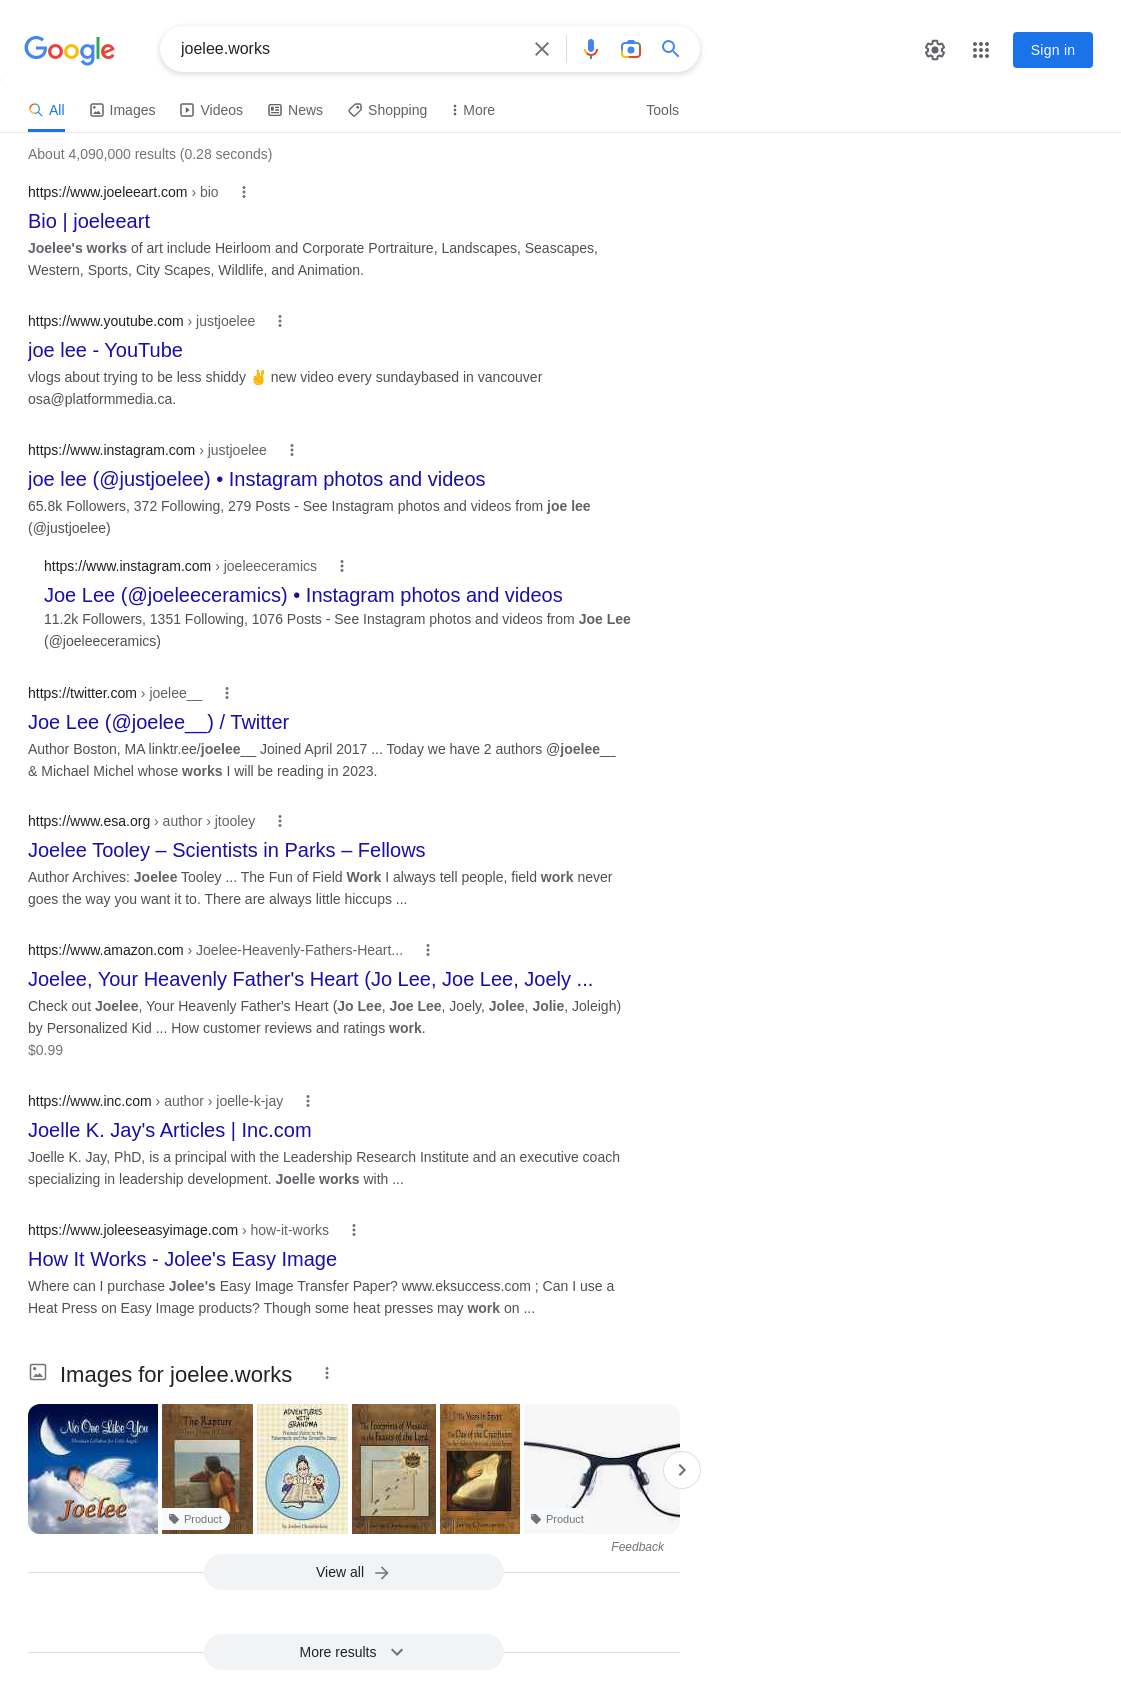 Google
joelee.works
Sign in
All
Images
Videos
News
Shopping
More
Tools
About 4,090,000 results (0.28 seconds)
https://www.joeleeart.com › bio
Bio | joeleeart
Joelee's works of art include Heirloom and Corporate Portraiture, Landscapes, Seascapes,
Western, Sports, City Scapes, Wildlife, and Animation.
https://www.youtube.com › justjoelee
joe lee - YouTube
vlogs about trying to be less shiddy ✌️ new video every sundaybased in vancouver
osa@platformmedia.ca.
https://www.instagram.com › justjoelee
joe lee (@justjoelee) • Instagram photos and videos
65.8k Followers, 372 Following, 279 Posts - See Instagram photos and videos from joe lee
(@justjoelee)
https://www.instagram.com › joeleeceramics
Joe Lee (@joeleeceramics) • Instagram photos and videos
11.2k Followers, 1351 Following, 1076 Posts - See Instagram photos and videos from Joe Lee
(@joeleeceramics)
https://twitter.com › joelee__
Joe Lee (@joelee__) / Twitter
Author Boston, MA linktr.ee/joelee__ Joined April 2017 ... Today we have 2 authors @joelee__
& Michael Michel whose works I will be reading in 2023.
https://www.esa.org › author › jtooley
Joelee Tooley – Scientists in Parks – Fellows
Author Archives: Joelee Tooley ... The Fun of Field Work I always tell people, field work never
goes the way you want it to. There are always little hiccups ...
https://www.amazon.com › Joelee-Heavenly-Fathers-Heart...
Joelee, Your Heavenly Father's Heart (Jo Lee, Joe Lee, Joely ...
Check out Joelee, Your Heavenly Father's Heart (Jo Lee, Joe Lee, Joely, Jolee, Jolie, Joleigh)
by Personalized Kid ... How customer reviews and ratings work.
$0.99
https://www.inc.com › author › joelle-k-jay
Joelle K. Jay's Articles | Inc.com
Joelle K. Jay, PhD, is a principal with the Leadership Research Institute and an executive coach
specializing in leadership development. Joelle works with ...
https://www.joleeseasyimage.com › how-it-works
How It Works - Jolee's Easy Image
Where can I purchase Jolee's Easy Image Transfer Paper? www.eksuccess.com ; Can I use a
Heat Press on Easy Image products? Though some heat presses may work on ...
Images for joelee.works
No One Like You
Joelee
The Rapture
Product
ADVENTURES
WITH
GRANDMA
The Footprints of Messiah
in the Feasts of the Lord
The Years in Egypt
and
The Day of the Crucifixion
Product
Feedback
View all
More results